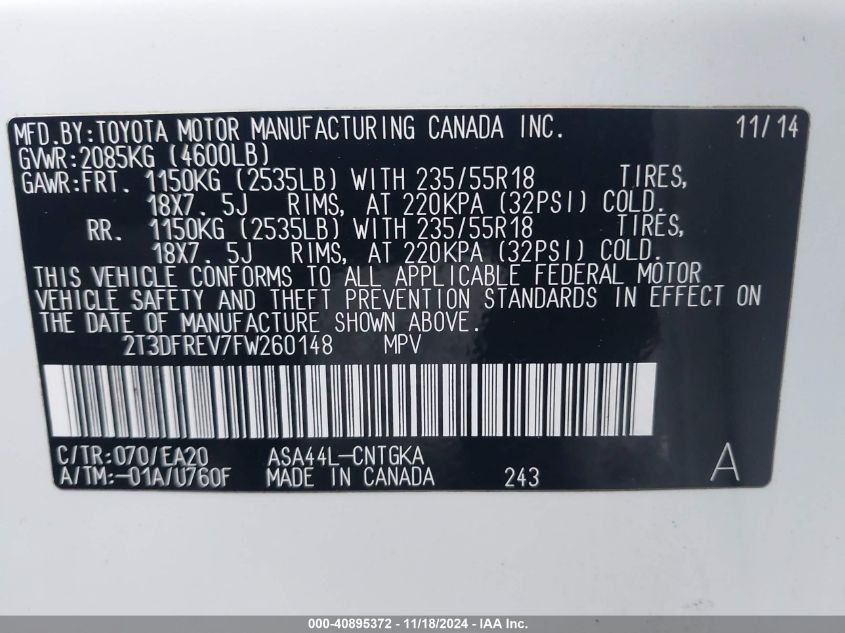 MFD.BY:TOYOTA MOTOR MANUFACTURING CANADA INC. 11/14
GVWR:2085KG (4600LB)
GAWR:FRT. 1150KG (2535LB) WITH 235/55R18 TIRES,
18X7. 5J RIMS, AT 220KPA (32PSI) COLD.
RR. 1150KG (2535LB) WITH 235/55R18 TIRES,
18X7. 5J RIMS, AT 220KPA (32PSI) COLD.
THIS VEHICLE CONFORMS TO ALL APPLICABLE FEDERAL MOTOR
VEHICLE SAFETY AND THEFT PREVENTION STANDARDS IN EFFECT ON
THE DATE OF MANUFACTURE SHOWN ABOVE.
2T3DFREV7FW260148 MPV
C/TR:070/EA20 ASA44L-CNTGKA
A/TM:-01A/U760F MADE IN CANADA 243 A
000-40895372 - 11/18/2024 - IAA Inc.